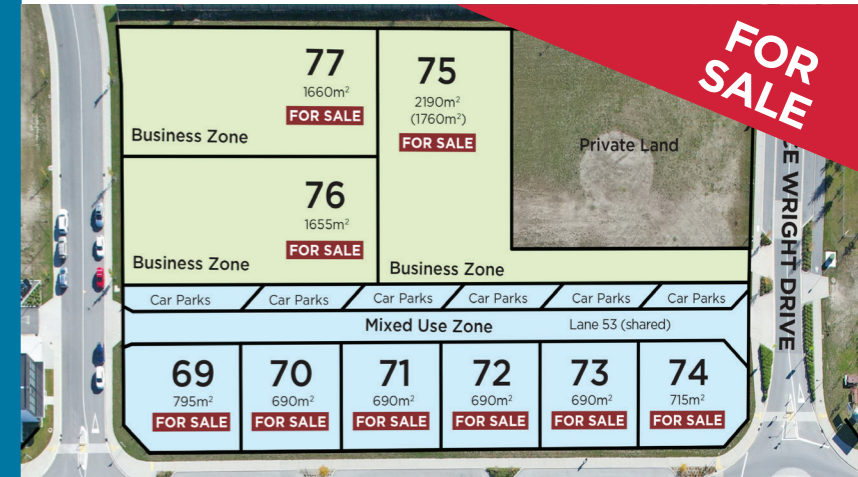 FOR
SALE
77
1660m²
FOR SALE
Business Zone
75
2190m²
(1760m²)
FOR SALE
Private Land
76
1655m²
FOR SALE
Business Zone
Business Zone
WRIGHT DRIVE
Car Parks
Car Parks
Car Parks
Car Parks
Car Parks
Car Parks
Mixed Use Zone
Lane 53 (shared)
69
795m²
FOR SALE
70
690m²
FOR SALE
71
690m²
FOR SALE
72
690m²
FOR SALE
73
690m²
FOR SALE
74
715m²
FOR SALE